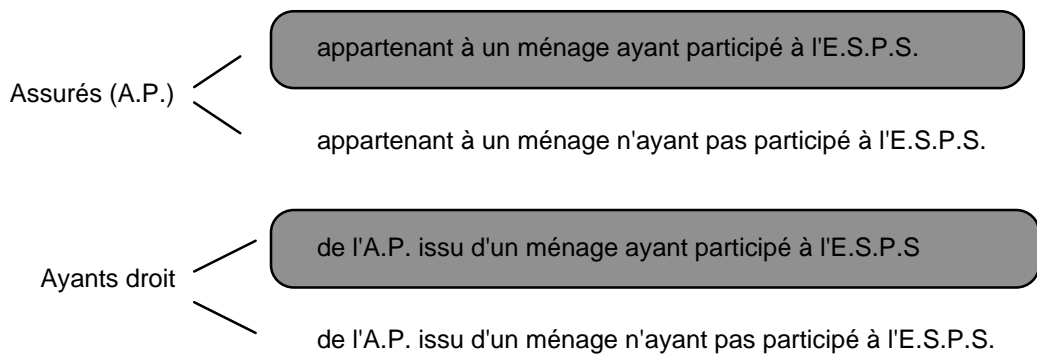 appartenant à un ménage ayant participé à l'E.S.P.S.
Assurés (A.P.)
appartenant à un ménage n'ayant pas participé à l'E.S.P.S.
de l'A.P. issu d'un ménage ayant participé à l'E.S.P.S
Ayants droit
de l'A.P. issu d'un ménage n'ayant pas participé à l'E.S.P.S.